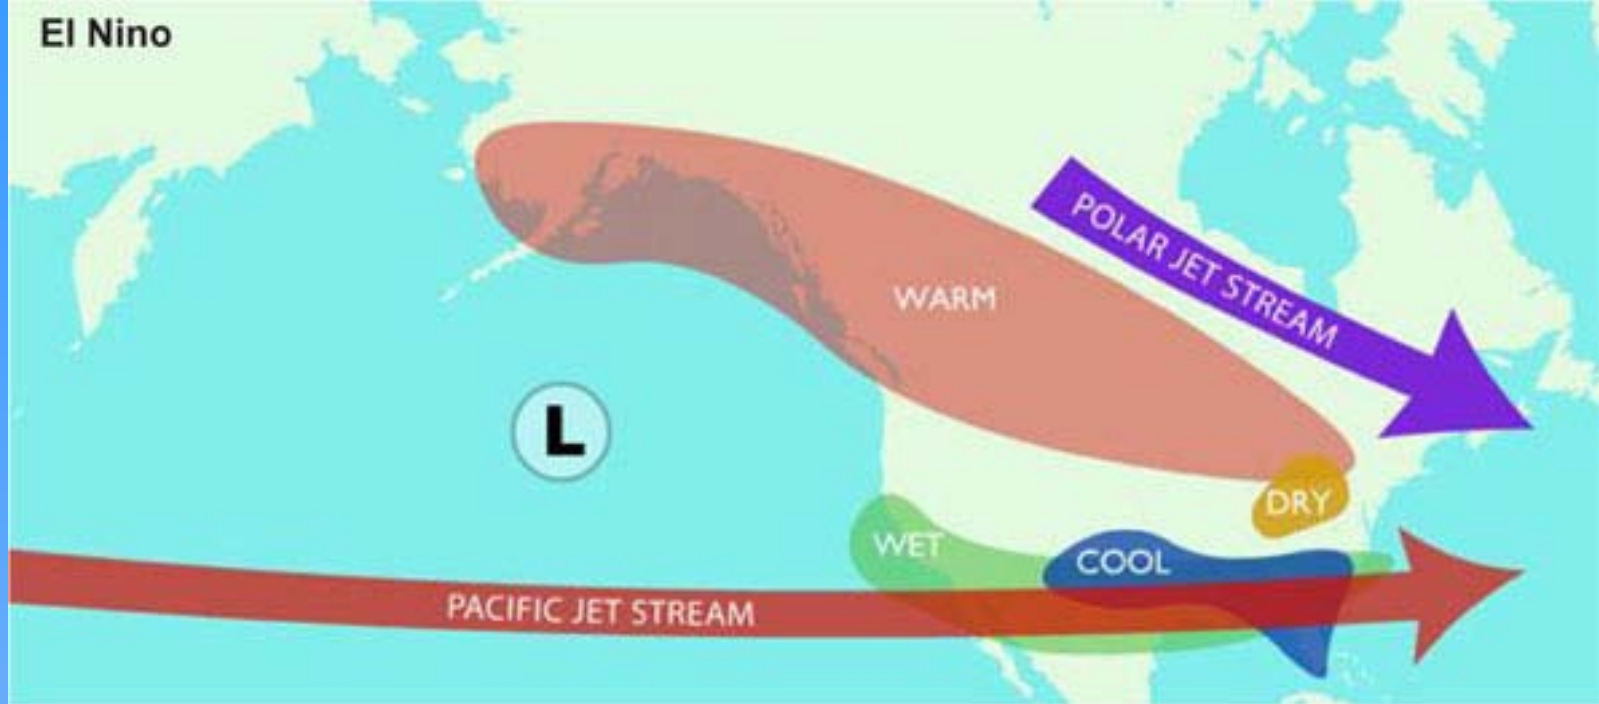 El Nino
POLAR JET STREAM
WARM
L
DRY
WET
COOL
PACIFIC JET STREAM